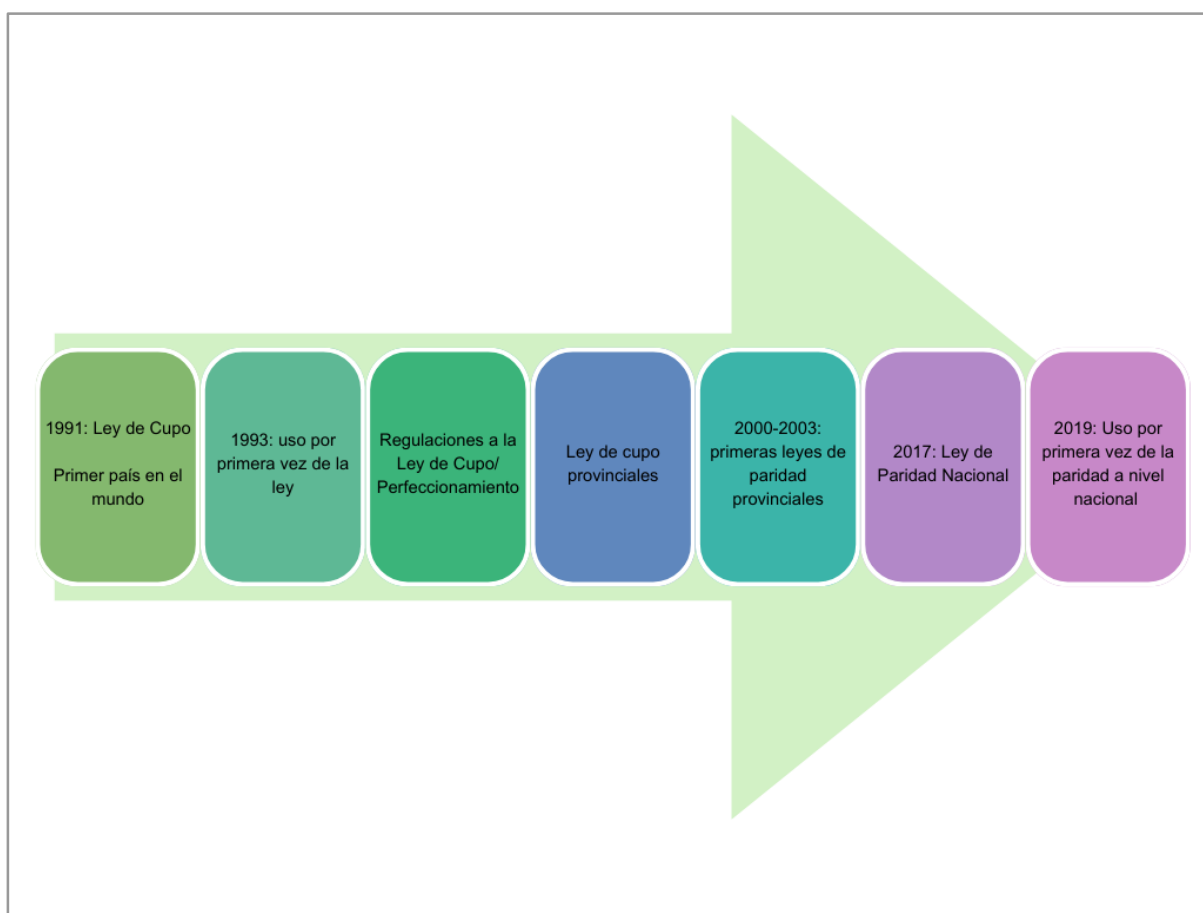 1991: Ley de Cupo
Primer país en el
mundo
1993: uso por
primera vez de la
ley
Regulaciones a la
Ley de Cupo/
Perfeccionamiento
Ley de cupo
provinciales
2000-2003:
primeras leyes de
paridad
provinciales
2017: Ley de
Paridad Nacional
2019: Uso por
primera vez de la
paridad a nivel
nacional